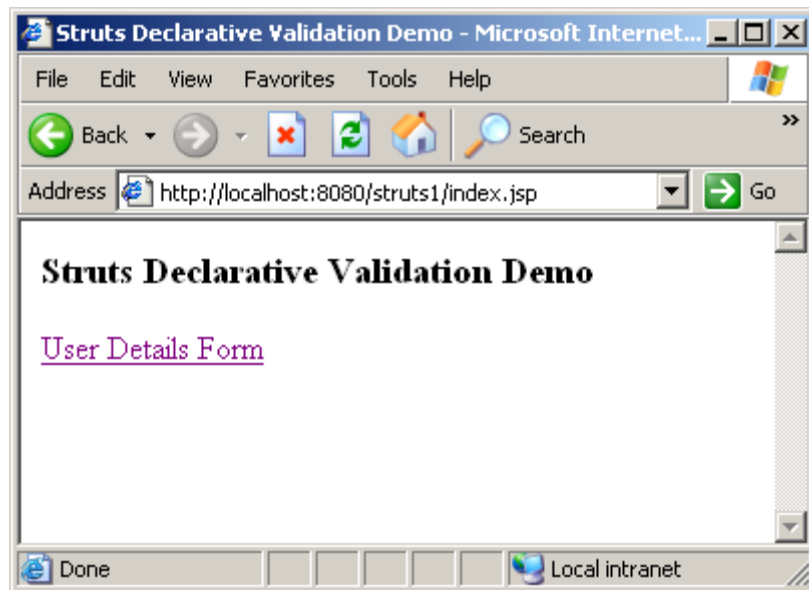 Struts Declarative Validation Demo - Microsoft Internet...
File Edit View Favorites Tools Help
Back Search »
Address http://localhost:8080/struts1/index.jsp Go
Struts Declarative Validation Demo
User Details Form
Done Local intranet